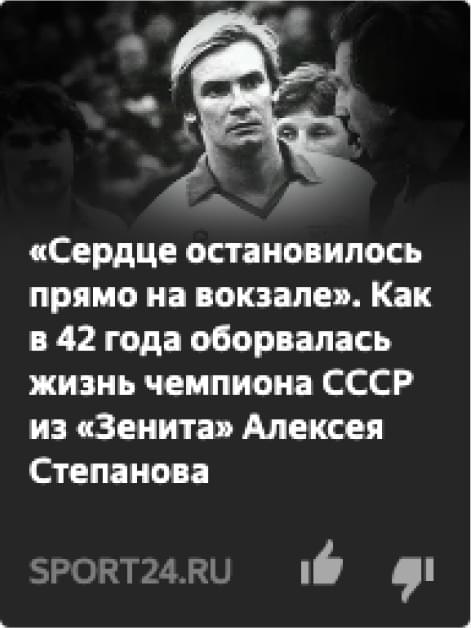 «Сердце остановилось
прямо на вокзале». Как
в 42 года оборвалась
жизнь чемпиона СССР
из «Зенита» Алексея
Степанова
SPORT24.RU